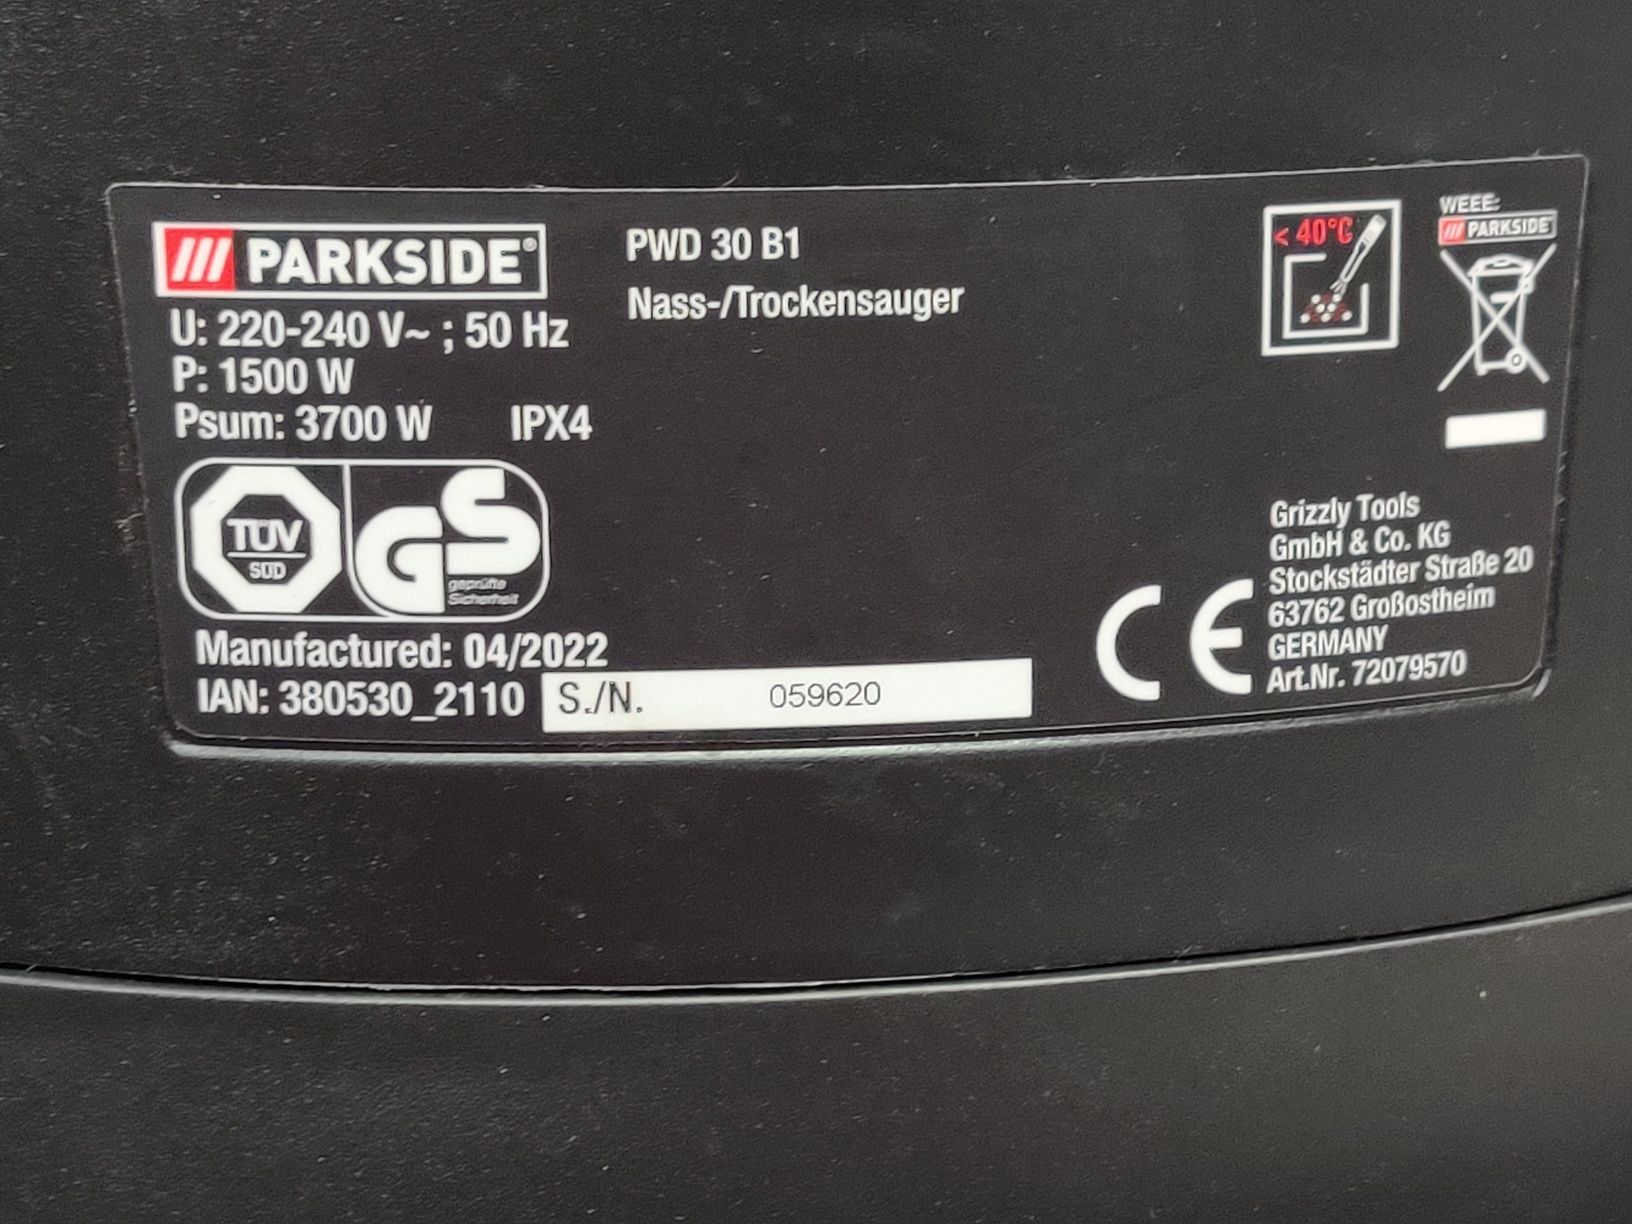 PARKSIDE®
U: 220-240 V~ ; 50 Hz
P: 1500 W
Psum: 3700 W IPX4
PWD 30 B1
Nass-/Trockensauger
< 40°C
WEEE:
PARKSIDE
TÜV
SÜD
GS
geprüfte
Sicherheit
Manufactured: 04/2022
IAN: 380530_2110
S./N. 059620
CE
Grizzly Tools
GmbH & Co. KG
Stockstädter Straße 20
63762 Großostheim
GERMANY
Art.Nr. 72079570